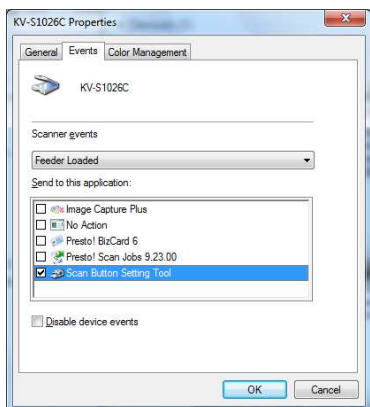 KV-S1026C Properties
General Events Color Management
KV-S1026C
Scanner events
Feeder Loaded
Send to this application:
Image Capture Plus
No Action
Presto! BizCard 6
Presto! Scan Jobs 9.23.00
Scan Button Setting Tool
Disable device events
OK Cancel